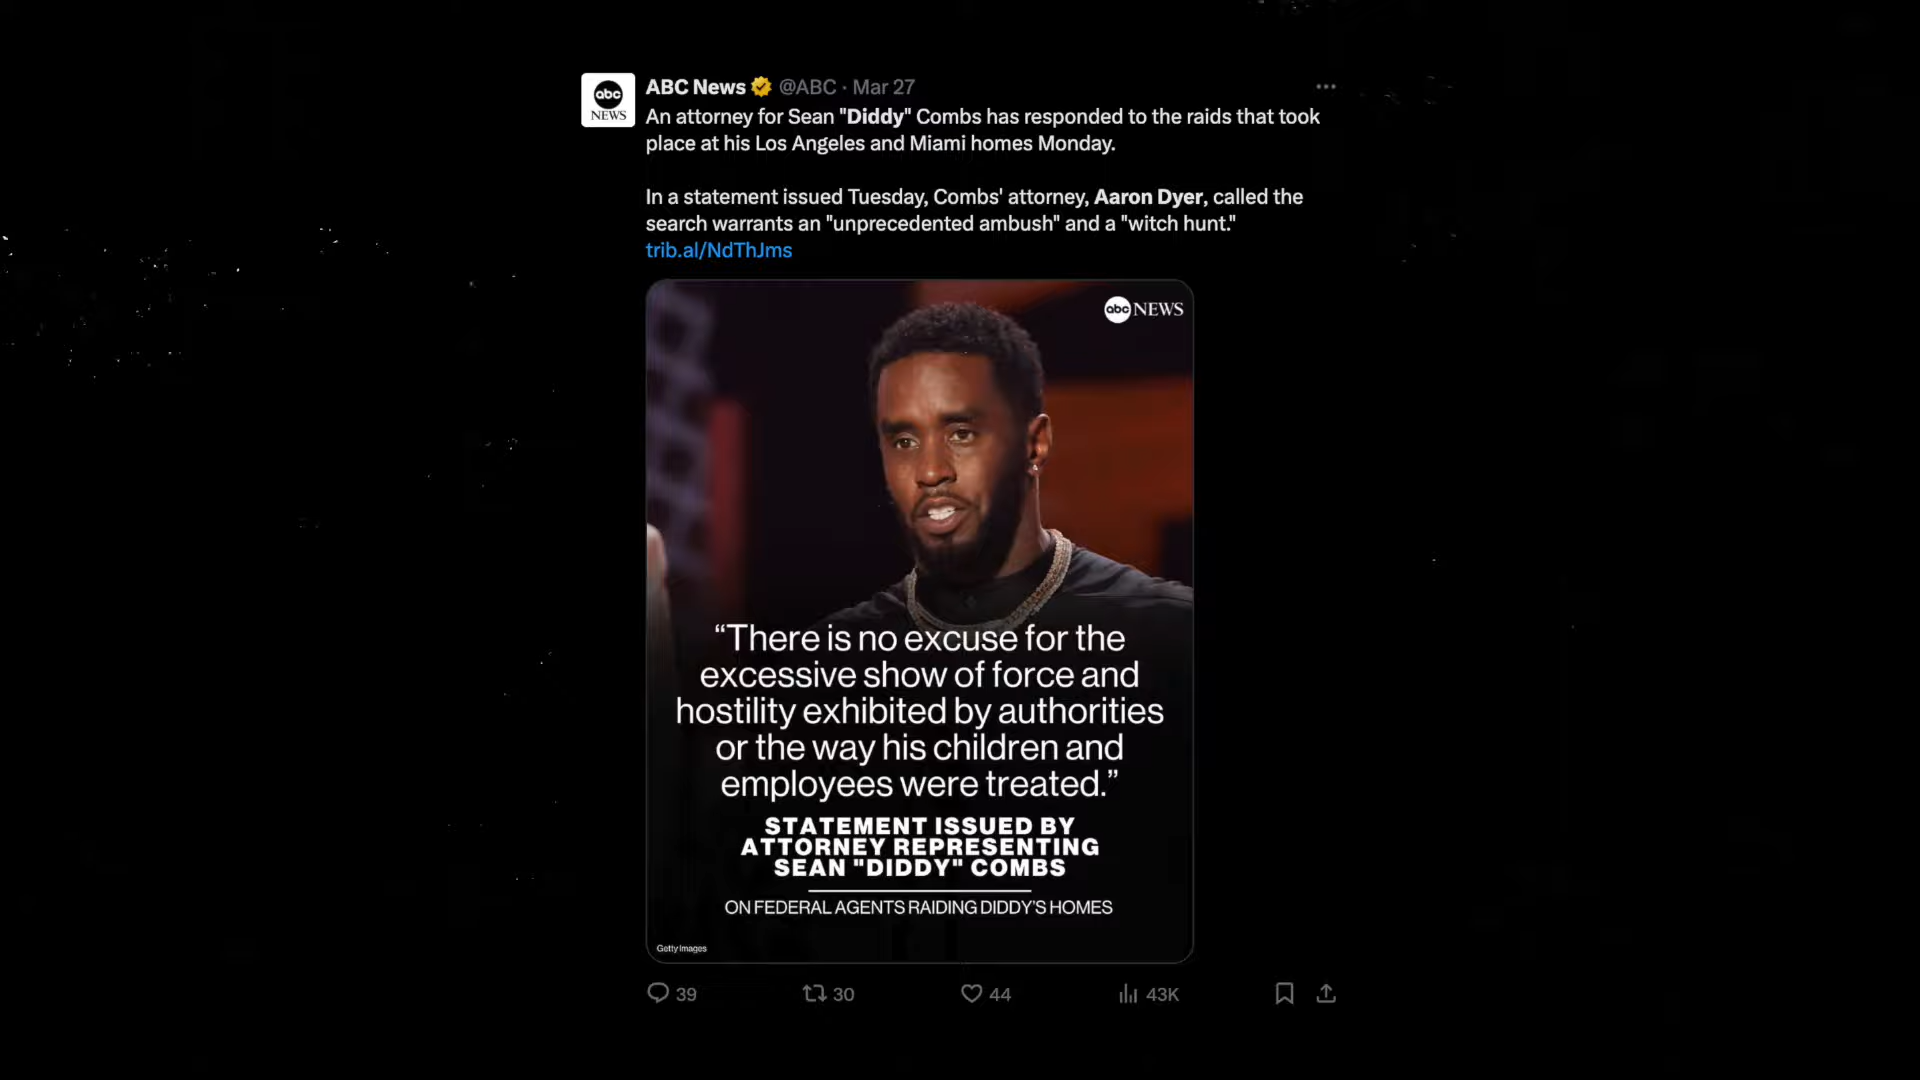 abc
NEWS
ABC News @ABC · Mar 27
An attorney for Sean "Diddy" Combs has responded to the raids that took
place at his Los Angeles and Miami homes Monday.
In a statement issued Tuesday, Combs' attorney, Aaron Dyer, called the
search warrants an "unprecedented ambush" and a "witch hunt."
trib.al/NdThJms
abc NEWS
“There is no excuse for the
excessive show of force and
hostility exhibited by authorities
or the way his children and
employees were treated.”
STATEMENT ISSUED BY
ATTORNEY REPRESENTING
SEAN "DIDDY" COMBS
ON FEDERAL AGENTS RAIDING DIDDY'S HOMES
Getty Images
39 30 44 43K